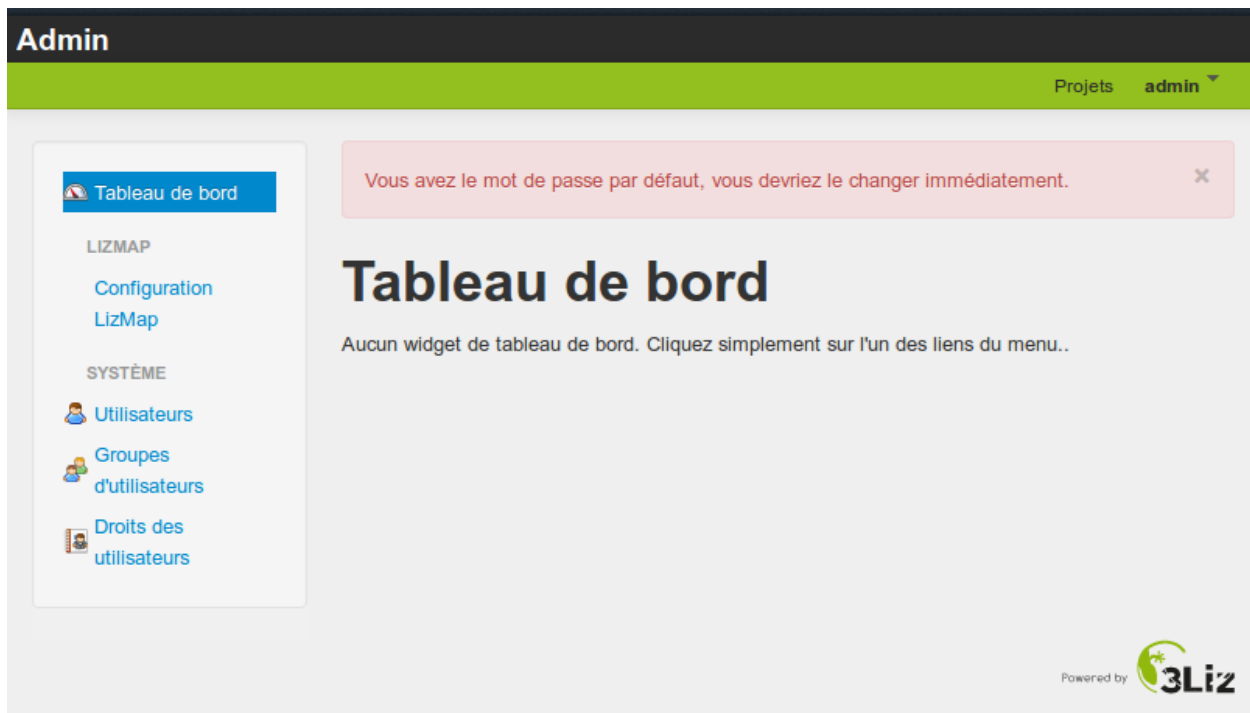 Admin
Projets admin
Tableau de bord
LIZMAP
Configuration
LizMap
SYSTÈME
Utilisateurs
Groupes
d'utilisateurs
Droits des
utilisateurs
Vous avez le mot de passe par défaut, vous devriez le changer immédiatement. ×
Tableau de bord
Aucun widget de tableau de bord. Cliquez simplement sur l'un des liens du menu..
Powered by 3Liz